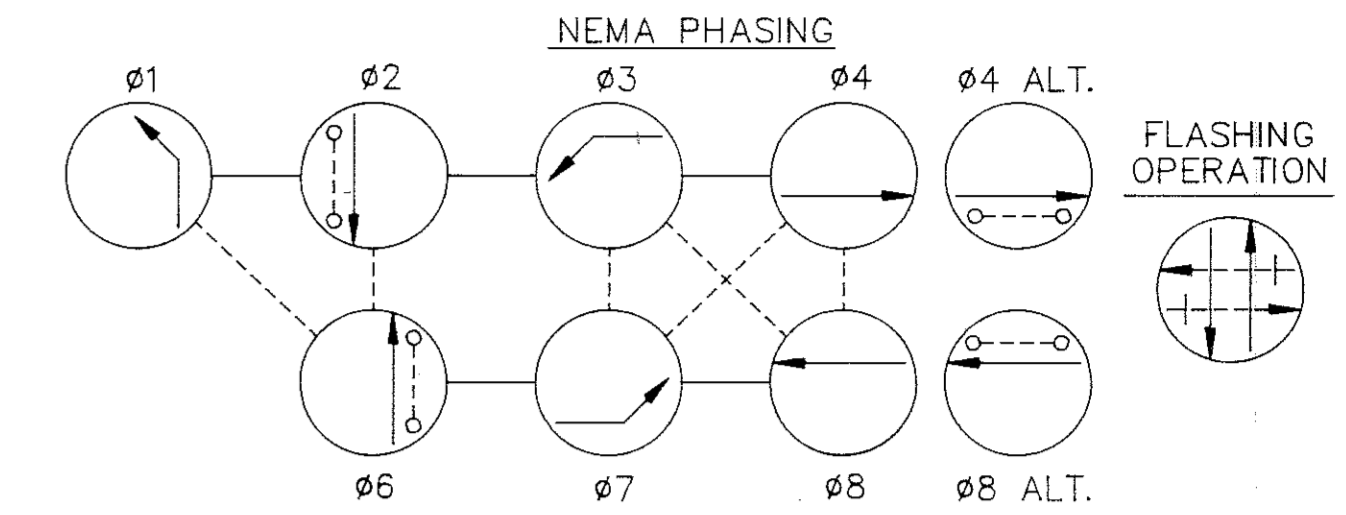 NEMA PHASING
ø1
ø2
ø3
ø4
ø4 ALT.
FLASHING
OPERATION
ø6
ø7
ø8
ø8 ALT.